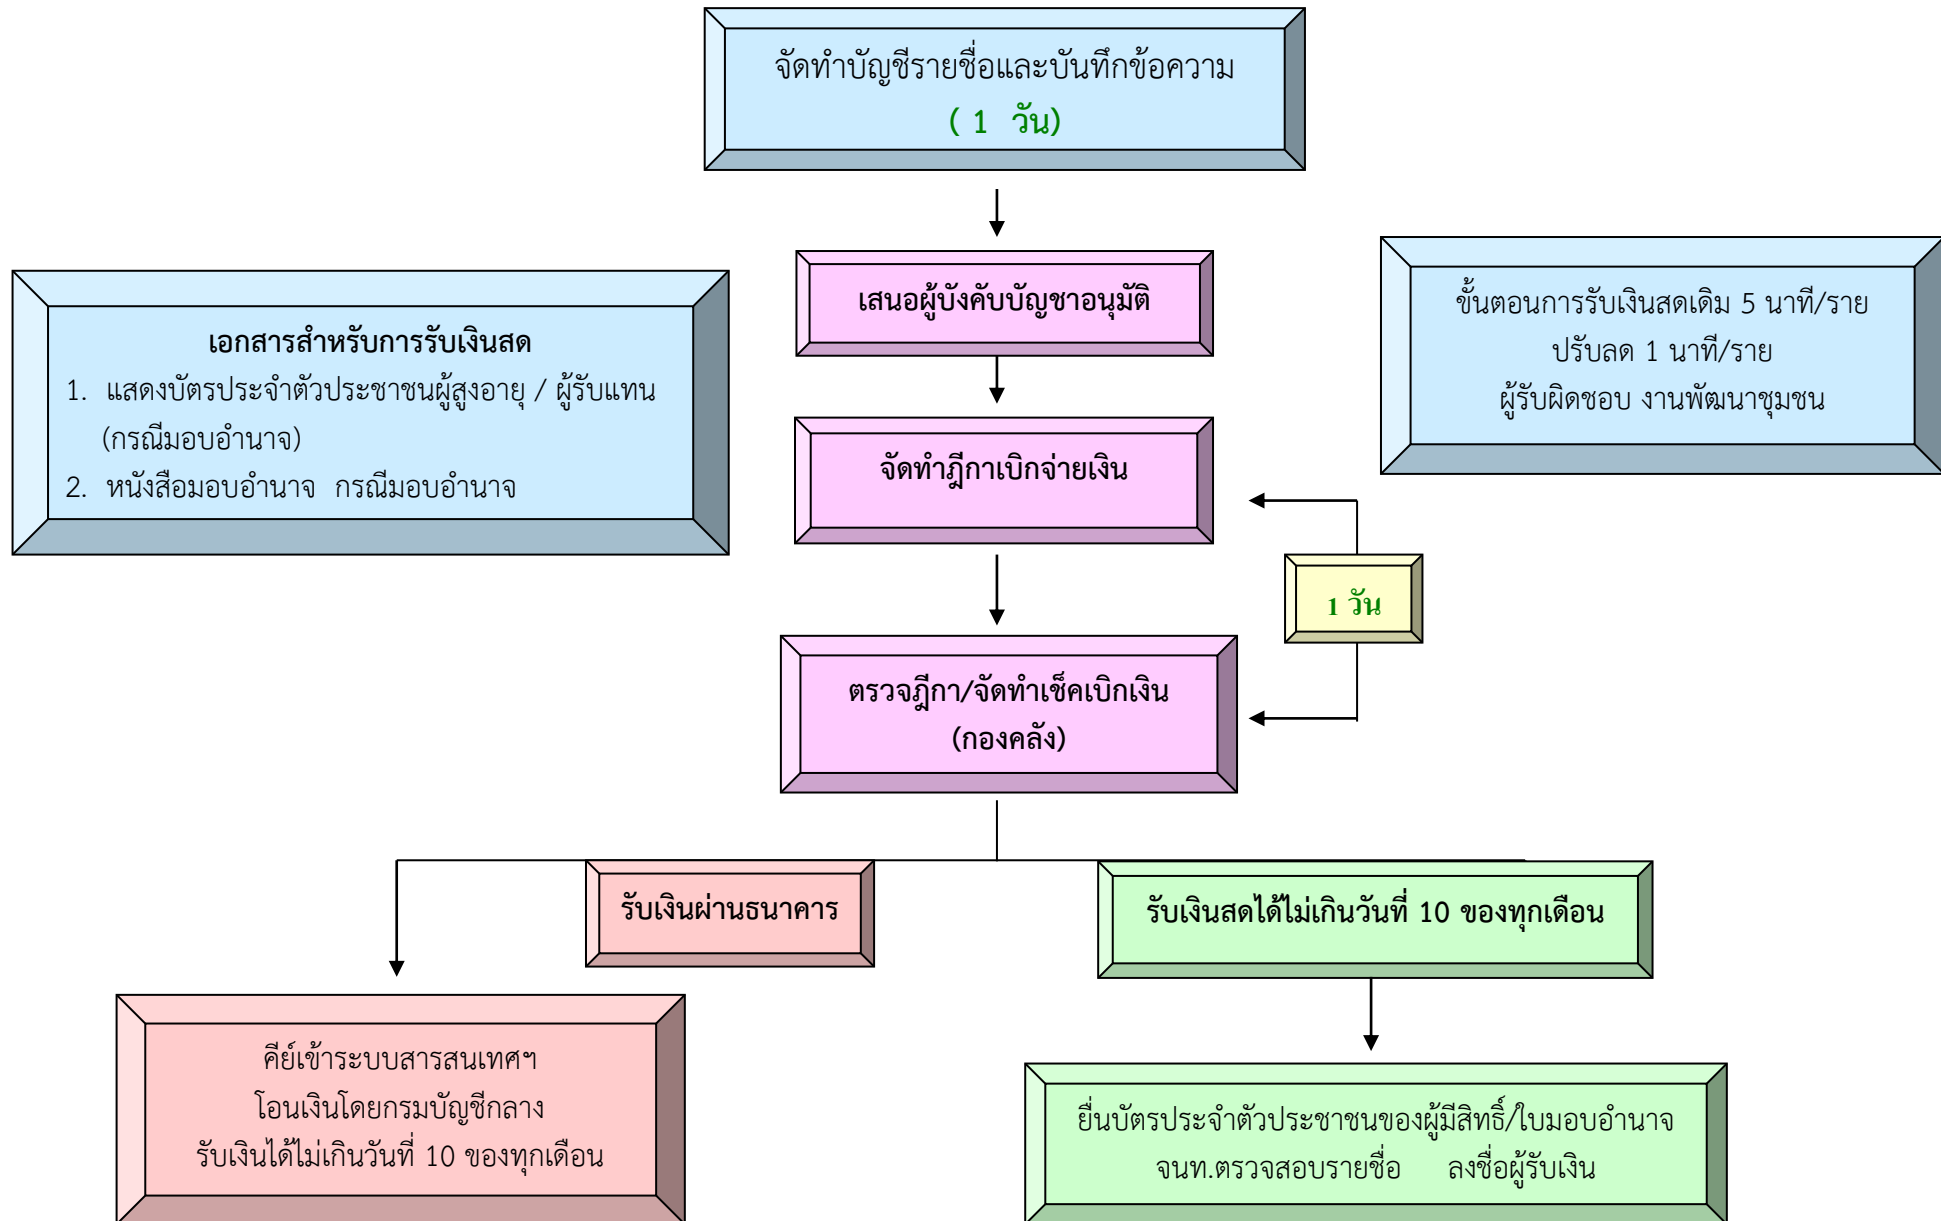 จัดทำบัญชีรายชื่อและบันทึกข้อความ
( 1 วัน)
เสนอผู้บังคับบัญชาอนุมัติ
เอกสารสำหรับการรับเงินสด
1. แสดงบัตรประจำตัวประชาชนผู้สูงอายุ / ผู้รับแทน
(กรณีมอบอำนาจ)
2. หนังสือมอบอำนาจ กรณีมอบอำนาจ
ขั้นตอนการรับเงินสดเดิม 5 นาที/ราย
ปรับลด 1 นาที/ราย
ผู้รับผิดชอบ งานพัฒนาชุมชน
จัดทำฎีกาเบิกจ่ายเงิน
1 วัน
ตรวจฎีกา/จัดทำเช็คเบิกเงิน
(กองคลัง)
รับเงินผ่านธนาคาร
รับเงินสดได้ไม่เกินวันที่ 10 ของทุกเดือน
คีย์เข้าระบบสารสนเทศฯ
โอนเงินโดยกรมบัญชีกลาง
รับเงินได้ไม่เกินวันที่ 10 ของทุกเดือน
ยื่นบัตรประจำตัวประชาชนของผู้มีสิทธิ์/ใบมอบอำนาจ
จนท.ตรวจสอบรายชื่อ ลงชื่อผู้รับเงิน